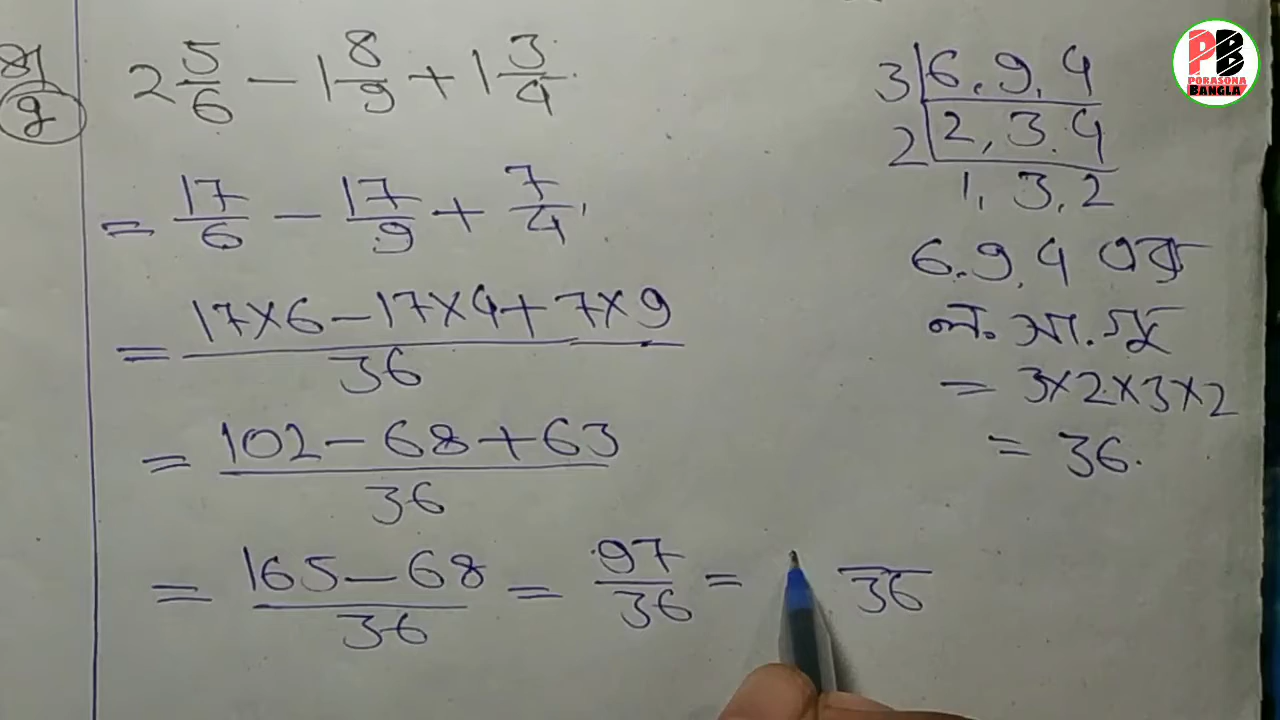 2 5/6 - 1 8/9 + 1 3/4
= 17/6 - 17/9 + 7/4
= 17×6-17×4+7×9 / 36
= 102-68+63 / 36
= 165-68 / 36 = 97/36 = /36
3 6, 9, 4
2 2, 3, 4
1, 3, 2
6, 9, 4 এর
ল. সা. গু
= 3×2×3×2
= 36.
PB
PORASONA
BANGLA